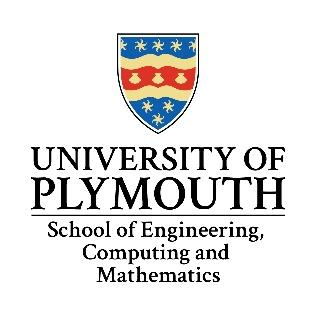 UNIVERSITY OF
PLYMOUTH
School of Engineering,
Computing and
Mathematics